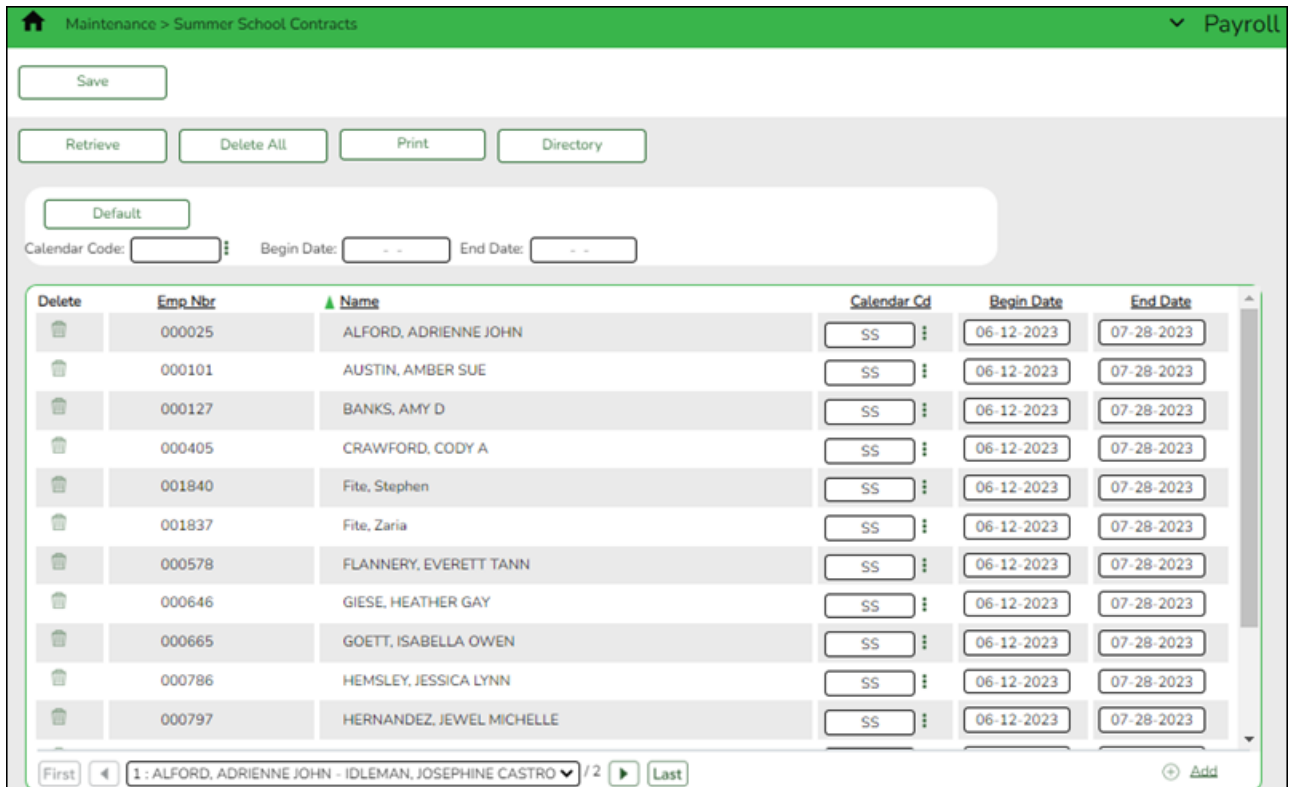 Maintenance > Summer School Contracts Payroll
Save
Retrieve Delete All Print Directory
Default
Calendar Code: Begin Date: - - End Date: - -
Delete Emp Nbr Name Calendar Cd Begin Date End Date
000025 ALFORD, ADRIENNE JOHN SS 06-12-2023 07-28-2023
000101 AUSTIN, AMBER SUE SS 06-12-2023 07-28-2023
000127 BANKS, AMY D SS 06-12-2023 07-28-2023
000405 CRAWFORD, CODY A SS 06-12-2023 07-28-2023
001840 Fite, Stephen SS 06-12-2023 07-28-2023
001837 Fite, Zaria SS 06-12-2023 07-28-2023
000578 FLANNERY, EVERETT TANN SS 06-12-2023 07-28-2023
000646 GIESE, HEATHER GAY SS 06-12-2023 07-28-2023
000665 GOETT, ISABELLA OWEN SS 06-12-2023 07-28-2023
000786 HEMSLEY, JESSICA LYNN SS 06-12-2023 07-28-2023
000797 HERNANDEZ, JEWEL MICHELLE SS 06-12-2023 07-28-2023
First 1 : ALFORD, ADRIENNE JOHN - IDLEMAN, JOSEPHINE CASTRO / 2 Last Add